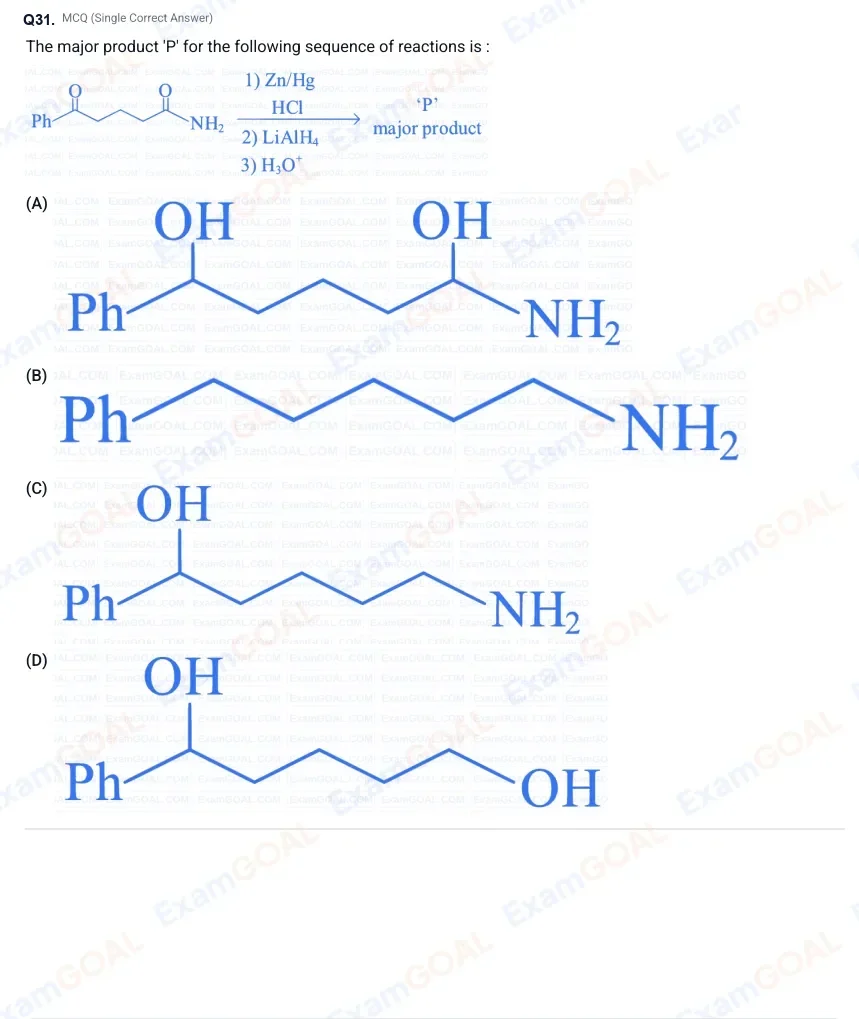 Q31. MCQ (Single Correct Answer)
The major product 'P' for the following sequence of reactions is :
O O
Ph NH₂
1) Zn/Hg
HCl
2) LiAlH₄
3) H₃O⁺
'P'
major product
(A)
OH OH
Ph NH₂
(B)
Ph NH₂
(C)
OH
Ph NH₂
(D)
OH
Ph OH
ExamGOAL